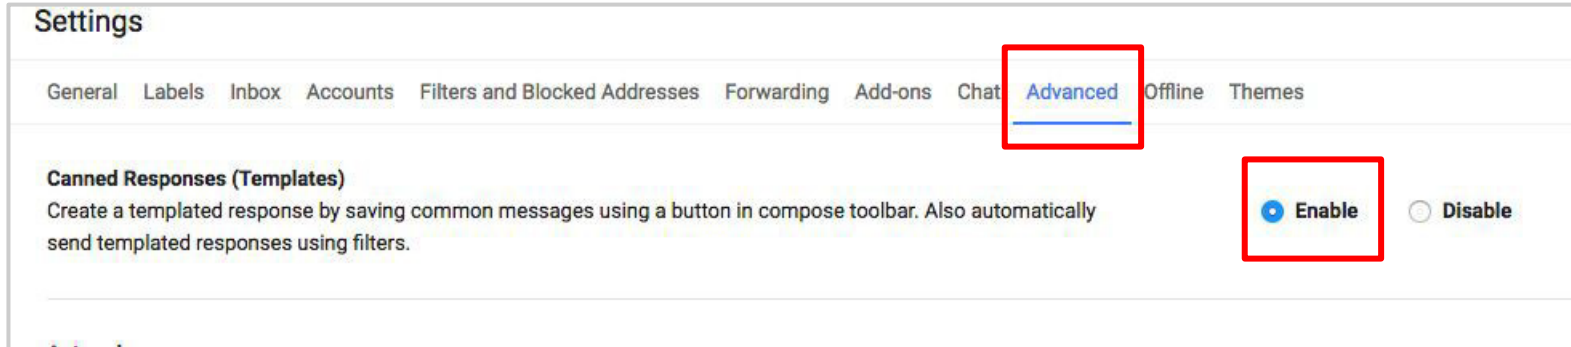 Settings
General Labels Inbox Accounts Filters and Blocked Addresses Forwarding Add-ons Chat Advanced Offline Themes
Canned Responses (Templates)
Create a templated response by saving common messages using a button in compose toolbar. Also automatically
send templated responses using filters.
Enable Disable